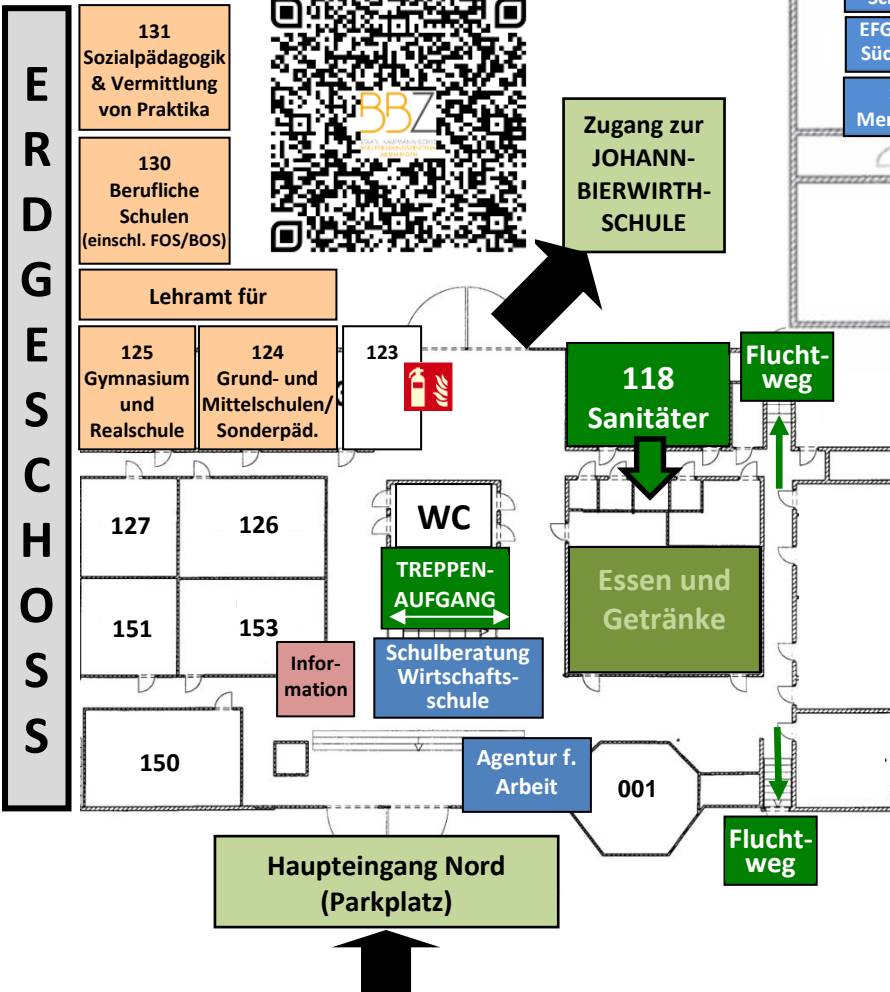 E
R
D
G
E
S
C
H
O
S
S
131
Sozialpädagogik
& Vermittlung
von Praktika
130
Berufliche
Schulen
(einschl. FOS/BOS)
Lehramt für
125
Gymnasium
und
Realschule
124
Grund- und
Mittelschulen/
Sonderpäd.
123
BBZ
Zugang zur
JOHANN-
BIERWIRTH-
SCHULE
118
Sanitäter
Flucht-
weg
127
126
151
153
WC
TREPPEN-
AUFGANG
Essen und
Getränke
Infor-
mation
Schulberatung
Wirtschafts-
schule
150
Agentur f.
Arbeit
001
Flucht-
weg
Haupteingang Nord
(Parkplatz)